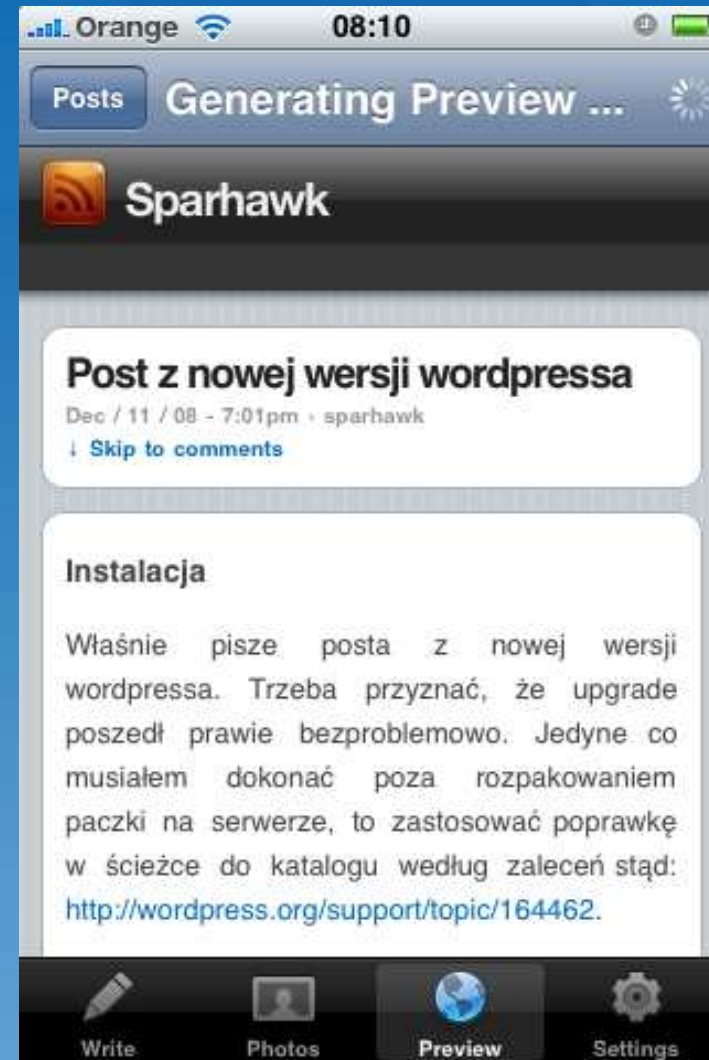 Orange 08:10
Posts Generating Preview ...
Sparhawk
Post z nowej wersji wordpressa
Dec / 11 / 08 - 7:01pm › sparhawk
↓ Skip to comments
Instalacja
Właśnie pisze posta z nowej wersji
wordpressa. Trzeba przyznać, że upgrade
poszedł prawie bezproblemowo. Jedyne co
musiałem dokonać poza rozpakowaniem
paczki na serwerze, to zastosować poprawkę
w ścieżce do katalogu według zaleceń stąd:
http://wordpress.org/support/topic/164462.
Write Photos Preview Settings